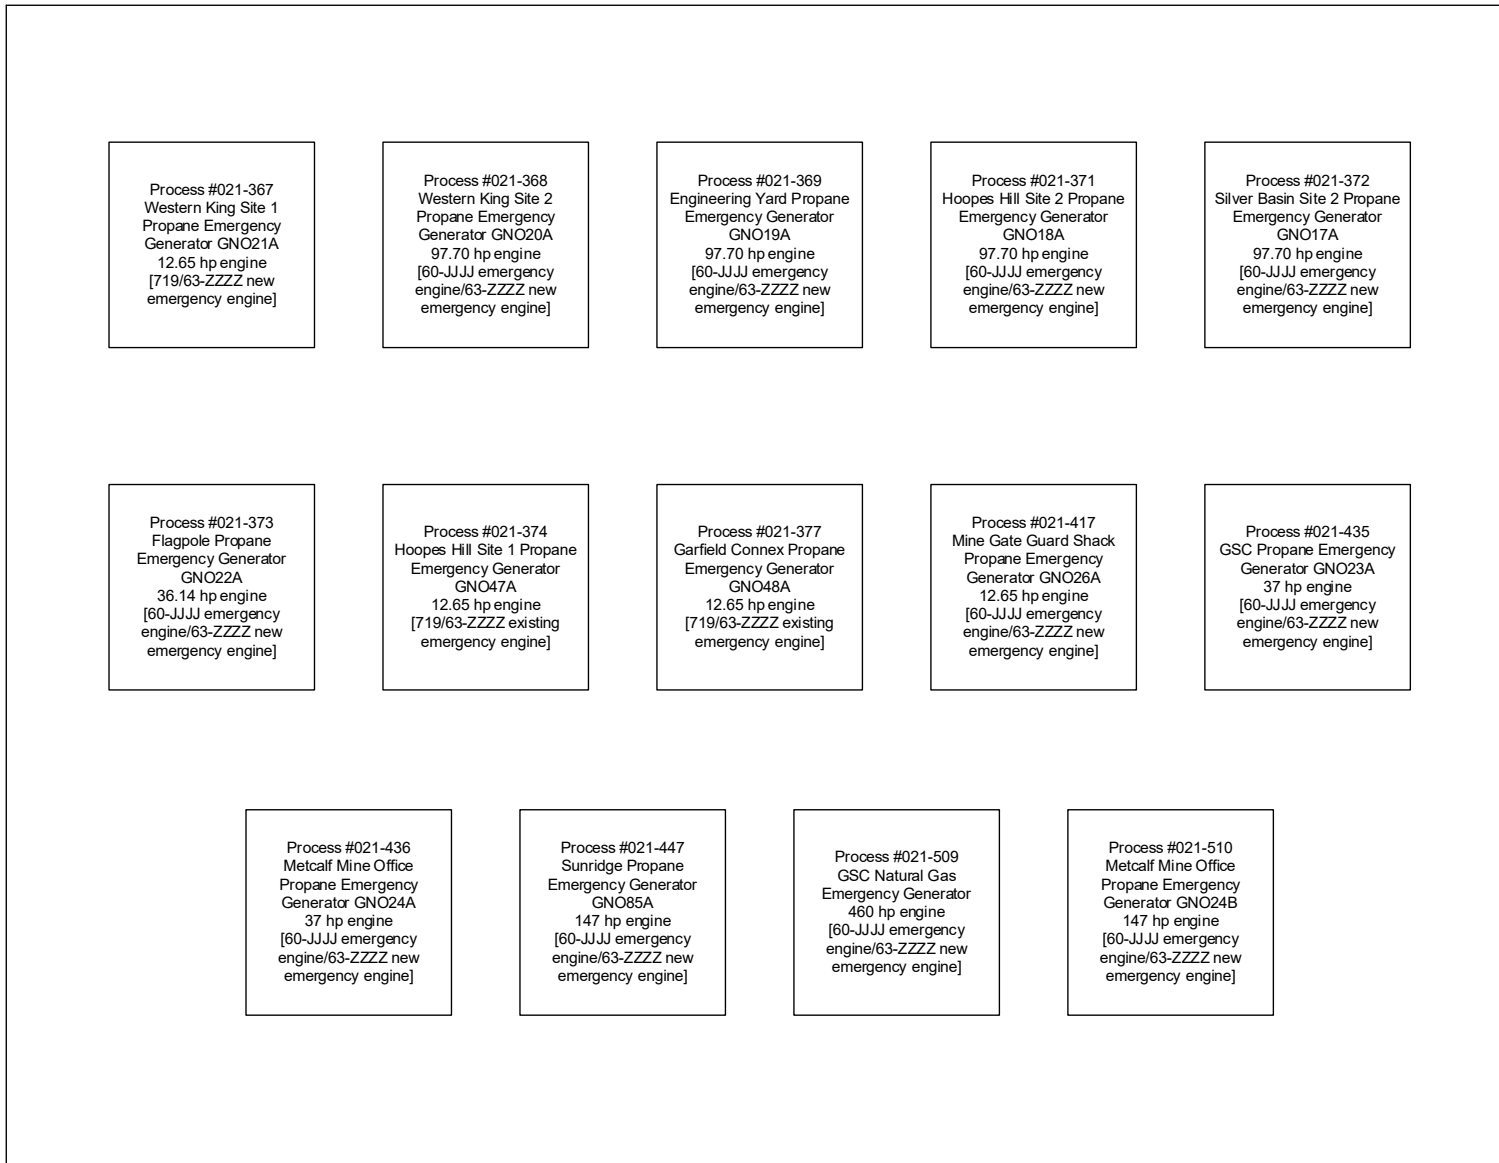 Process #021-367
Western King Site 1
Propane Emergency
Generator GNO21A
12.65 hp engine
[719/63-ZZZZ new
emergency engine]
Process #021-368
Western King Site 2
Propane Emergency
Generator GNO20A
97.70 hp engine
[60-JJJJ emergency
engine/63-ZZZZ new
emergency engine]
Process #021-369
Engineering Yard Propane
Emergency Generator
GNO19A
97.70 hp engine
[60-JJJJ emergency
engine/63-ZZZZ new
emergency engine]
Process #021-371
Hoopes Hill Site 2 Propane
Emergency Generator
GNO18A
97.70 hp engine
[60-JJJJ emergency
engine/63-ZZZZ new
emergency engine]
Process #021-372
Silver Basin Site 2 Propane
Emergency Generator
GNO17A
97.70 hp engine
[60-JJJJ emergency
engine/63-ZZZZ new
emergency engine]
Process #021-373
Flagpole Propane
Emergency Generator
GNO22A
36.14 hp engine
[60-JJJJ emergency
engine/63-ZZZZ new
emergency engine]
Process #021-374
Hoopes Hill Site 1 Propane
Emergency Generator
GNO47A
12.65 hp engine
[719/63-ZZZZ existing
emergency engine]
Process #021-377
Garfield Connex Propane
Emergency Generator
GNO48A
12.65 hp engine
[719/63-ZZZZ existing
emergency engine]
Process #021-417
Mine Gate Guard Shack
Propane Emergency
Generator GNO26A
12.65 hp engine
[60-JJJJ emergency
engine/63-ZZZZ new
emergency engine]
Process #021-435
GSC Propane Emergency
Generator GNO23A
37 hp engine
[60-JJJJ emergency
engine/63-ZZZZ new
emergency engine]
Process #021-436
Metcalf Mine Office
Propane Emergency
Generator GNO24A
37 hp engine
[60-JJJJ emergency
engine/63-ZZZZ new
emergency engine]
Process #021-447
Sunridge Propane
Emergency Generator
GNO85A
147 hp engine
[60-JJJJ emergency
engine/63-ZZZZ new
emergency engine]
Process #021-509
GSC Natural Gas
Emergency Generator
460 hp engine
[60-JJJJ emergency
engine/63-ZZZZ new
emergency engine]
Process #021-510
Metcalf Mine Office
Propane Emergency
Generator GNO24B
147 hp engine
[60-JJJJ emergency
engine/63-ZZZZ new
emergency engine]